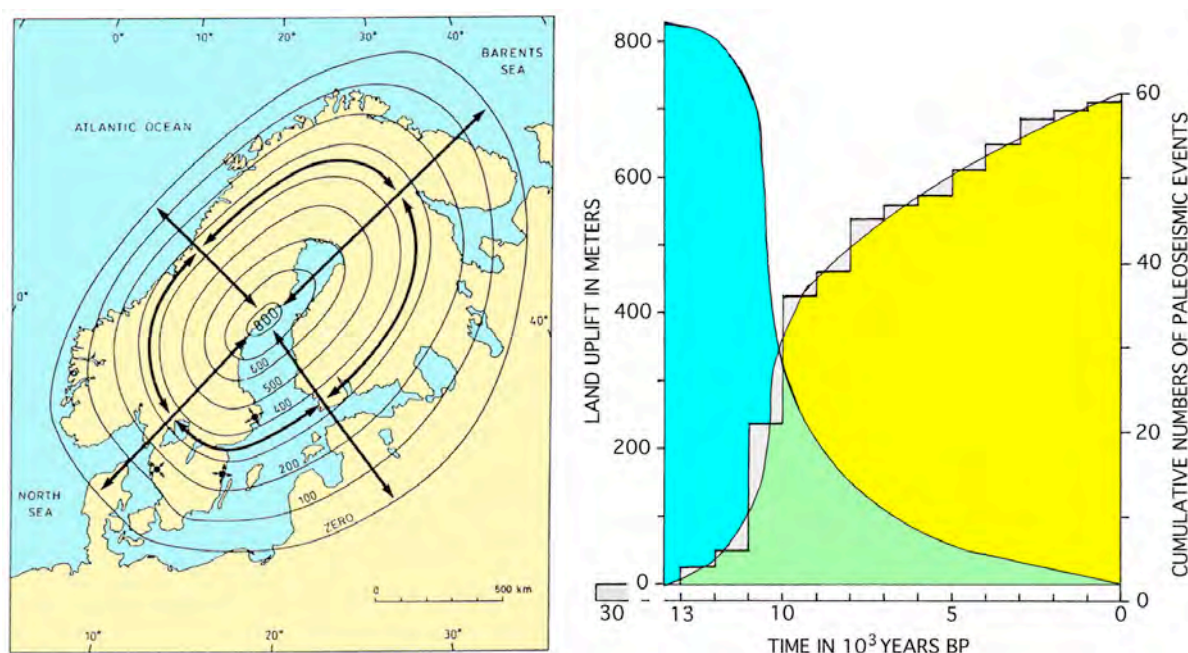 0° 10° 20° 30° 40°
BARENTS
SEA
ATLANTIC OCEAN
0°
40°
800
600
500
400
200
100
ZERO
NORTH
SEA
0 500 km
10° 20° 30°
LAND UPLIFT IN METERS
800
600
400
200
0
60
40
20
0
CUMULATIVE NUMBERS OF PALEOSEISMIC EVENTS
30 13 10 5 0
TIME IN 10³ YEARS BP